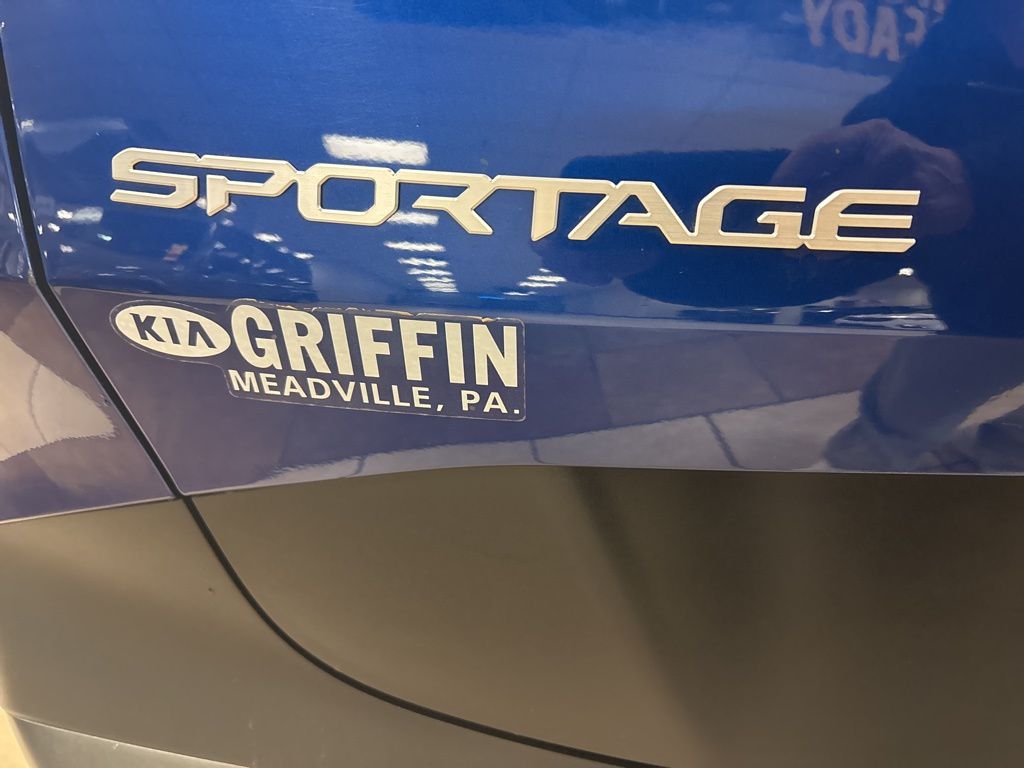 SPORTAGE
KIA GRIFFIN
MEADVILLE, PA.